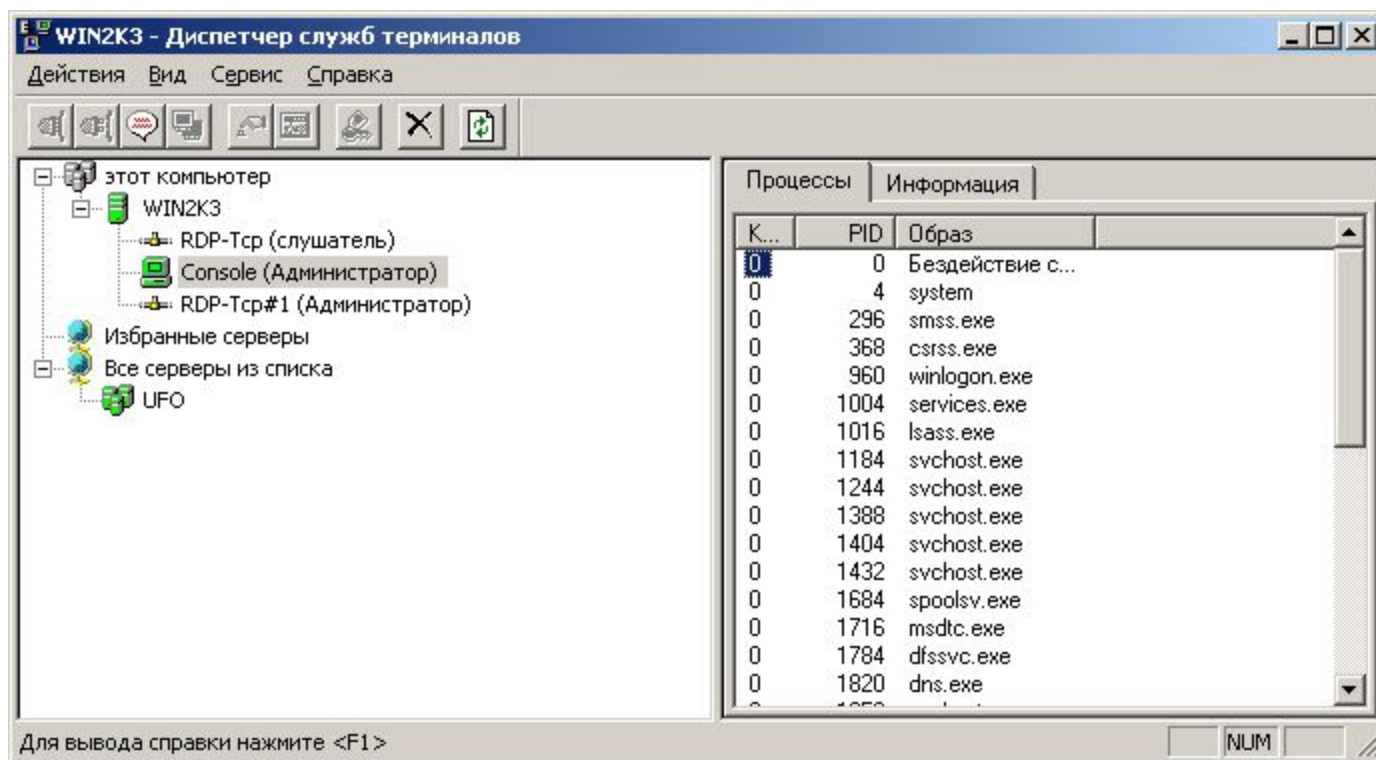 WIN2K3 - Диспетчер служб терминалов
Действия Вид Сервис Справка
этот компьютер
WIN2K3
RDP-Tcp (слушатель)
Console (Администратор)
RDP-Tcp#1 (Администратор)
Избранные серверы
Все серверы из списка
UFO
Процессы Информация
К... PID Образ
0 0 Бездействие с...
0 4 system
0 296 smss.exe
0 368 csrss.exe
0 960 winlogon.exe
0 1004 services.exe
0 1016 lsass.exe
0 1184 svchost.exe
0 1244 svchost.exe
0 1388 svchost.exe
0 1404 svchost.exe
0 1432 svchost.exe
0 1684 spoolsv.exe
0 1716 msdtc.exe
0 1784 dfssvc.exe
0 1820 dns.exe
Для вывода справки нажмите <F1>
NUM